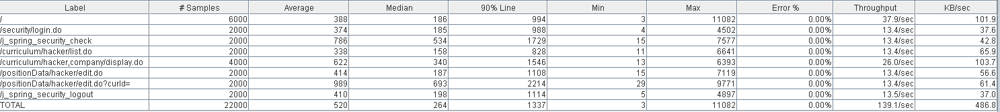 Label # Samples Average Median 90% Line Min Max Error % Throughput KB/sec
/ 6000 388 186 994 3 11082 0.00% 37.9/sec 101.9
/security/login.do 2000 374 185 988 4 4502 0.00% 13.4/sec 37.6
/j_spring_security_check 2000 786 534 1729 15 7577 0.00% 13.4/sec 42.8
/curriculum/hacker/list.do 2000 338 158 828 11 6641 0.00% 13.4/sec 65.9
/curriculum/hacker,company/display.do 4000 622 340 1546 13 6393 0.00% 26.0/sec 103.7
/positionData/hacker/edit.do 2000 414 187 1108 15 7119 0.00% 13.4/sec 56.6
/positionData/hacker/edit.do?curId= 2000 989 693 2214 29 9771 0.00% 13.4/sec 61.4
/j_spring_security_logout 2000 410 198 1114 5 4897 0.00% 13.5/sec 37.0
TOTAL 22000 520 264 1337 3 11082 0.00% 139.1/sec 486.8